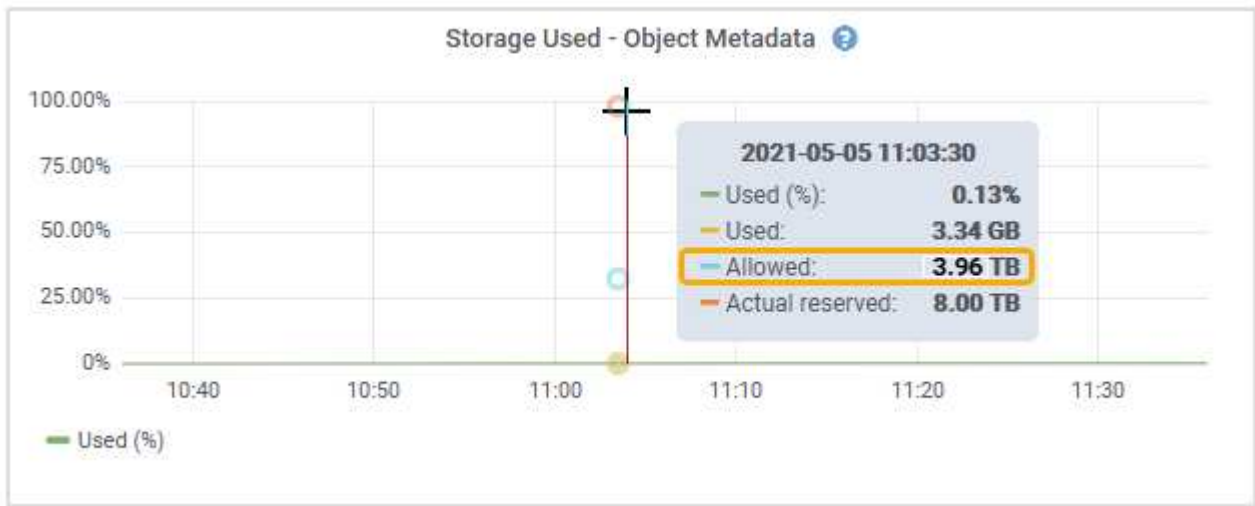 Storage Used - Object Metadata ?
100.00%
75.00%
50.00%
25.00%
0%
2021-05-05 11:03:30
Used (%): 0.13%
Used: 3.34 GB
Allowed: 3.96 TB
Actual reserved: 8.00 TB
10:40 10:50 11:00 11:10 11:20 11:30
Used (%)